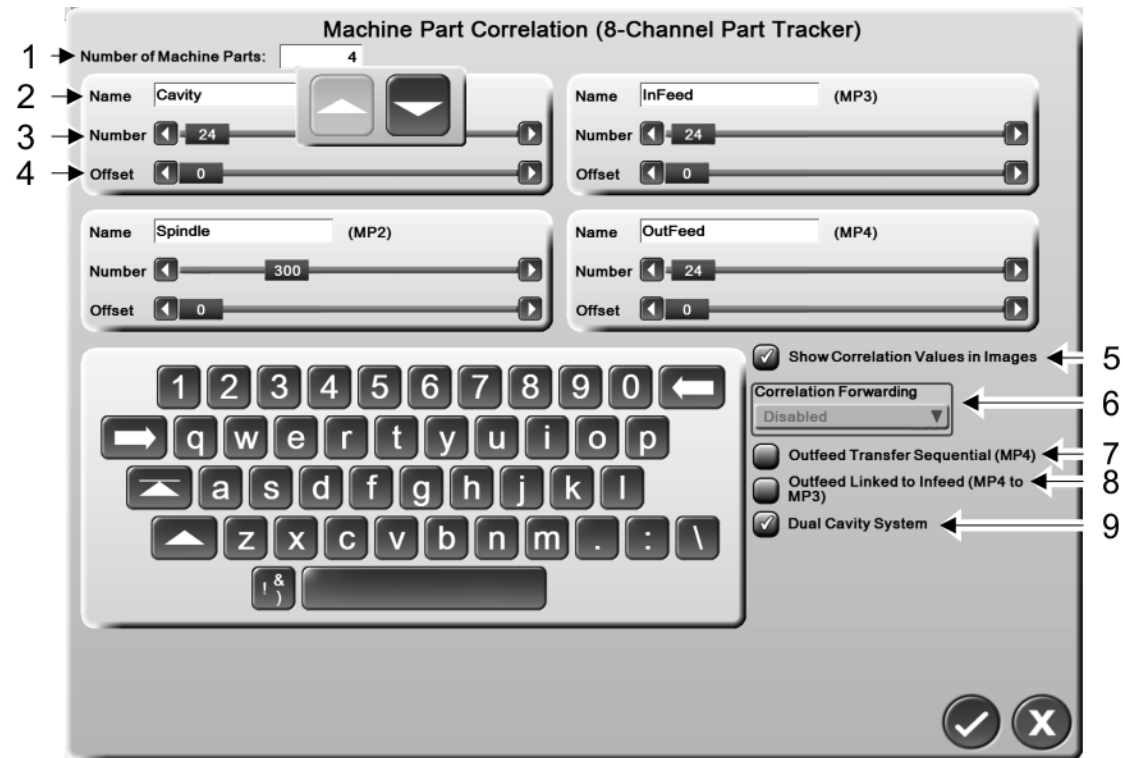 Machine Part Correlation (8-Channel Part Tracker)
1 Number of Machine Parts: 4
2 Name Cavity
3 Number 24
4 Offset 0
Name InFeed (MP3)
Number 24
Offset 0
Name Spindle (MP2)
Number 300
Offset 0
Name OutFeed (MP4)
Number 24
Offset 0
Show Correlation Values in Images 5
Correlation Forwarding
Disabled 6
Outfeed Transfer Sequential (MP4) 7
Outfeed Linked to Infeed (MP4 to
MP3) 8
Dual Cavity System 9
1 2 3 4 5 6 7 8 9 0
q w e r t y u i o p
a s d f g h j k l
z x c v b n m . : \
! & )
X